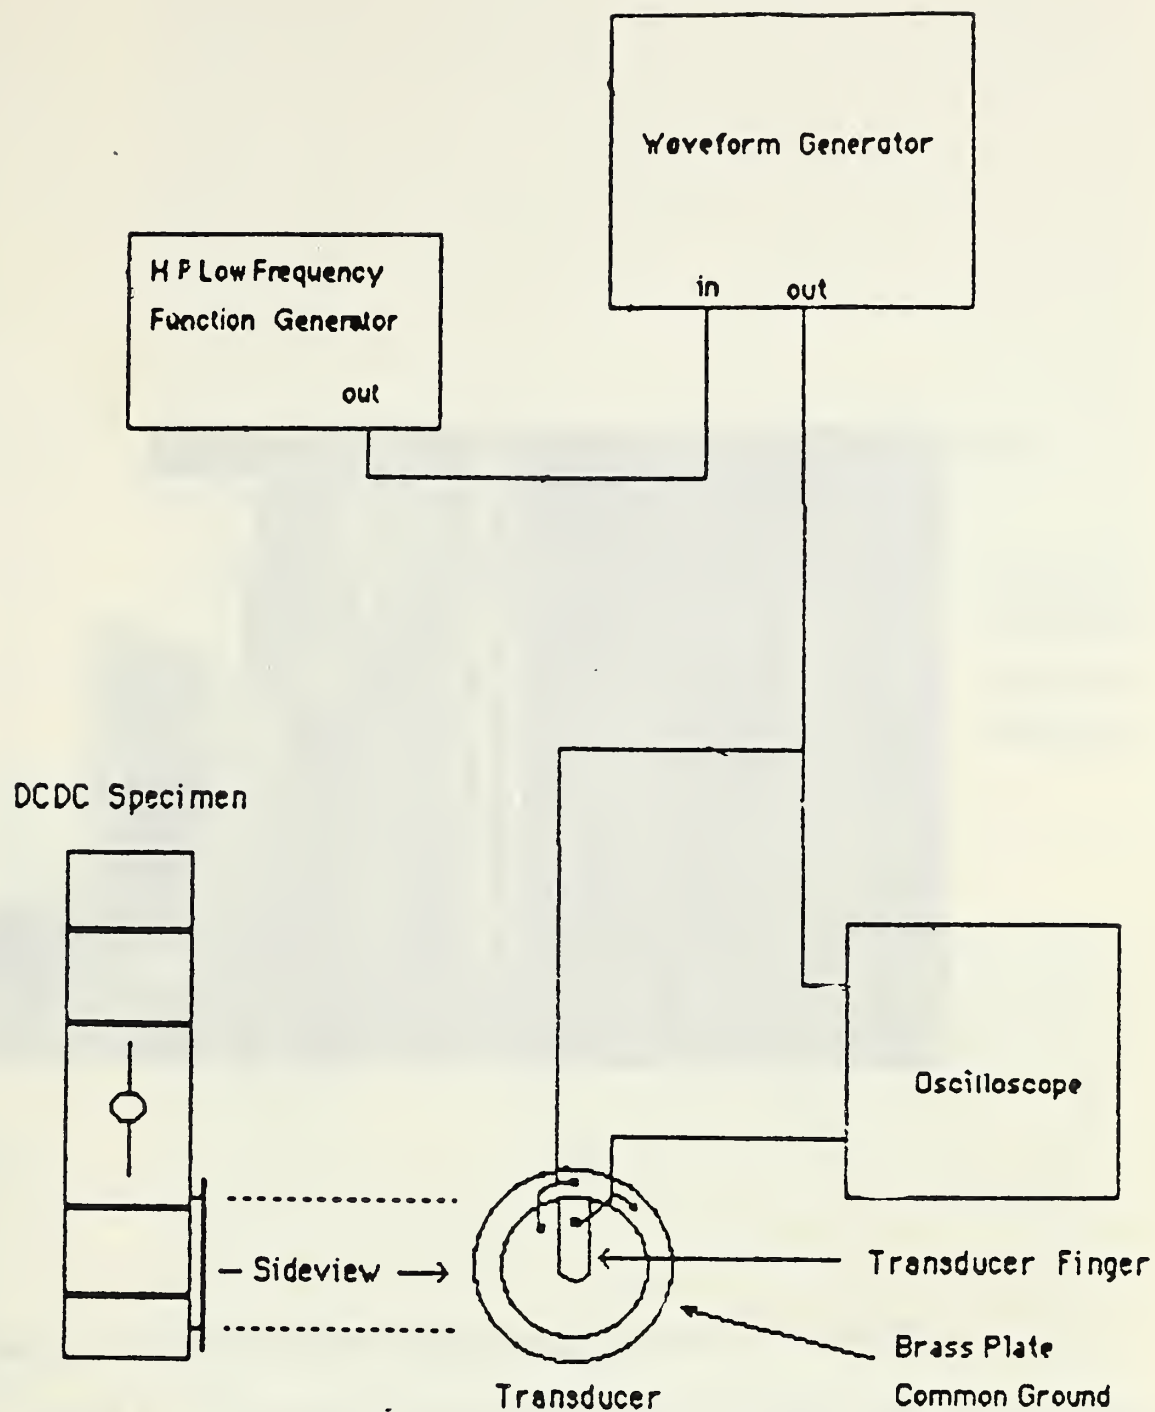 Waveform Generator
in out
H P Low Frequency
Function Generator
out
DCDC Specimen
Oscilloscope
Sideview
Transducer Finger
Brass Plate
Common Ground
Transducer